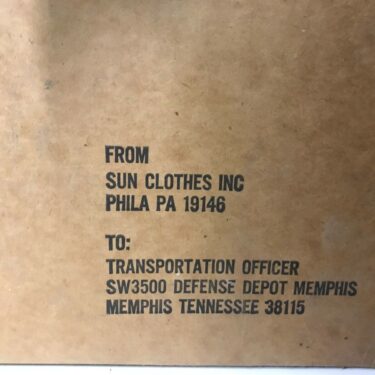 FROM
SUN CLOTHES INC
PHILA PA 19146
TO:
TRANSPORTATION OFFICER
SW3500 DEFENSE DEPOT MEMPHIS
MEMPHIS TENNESSEE 38115